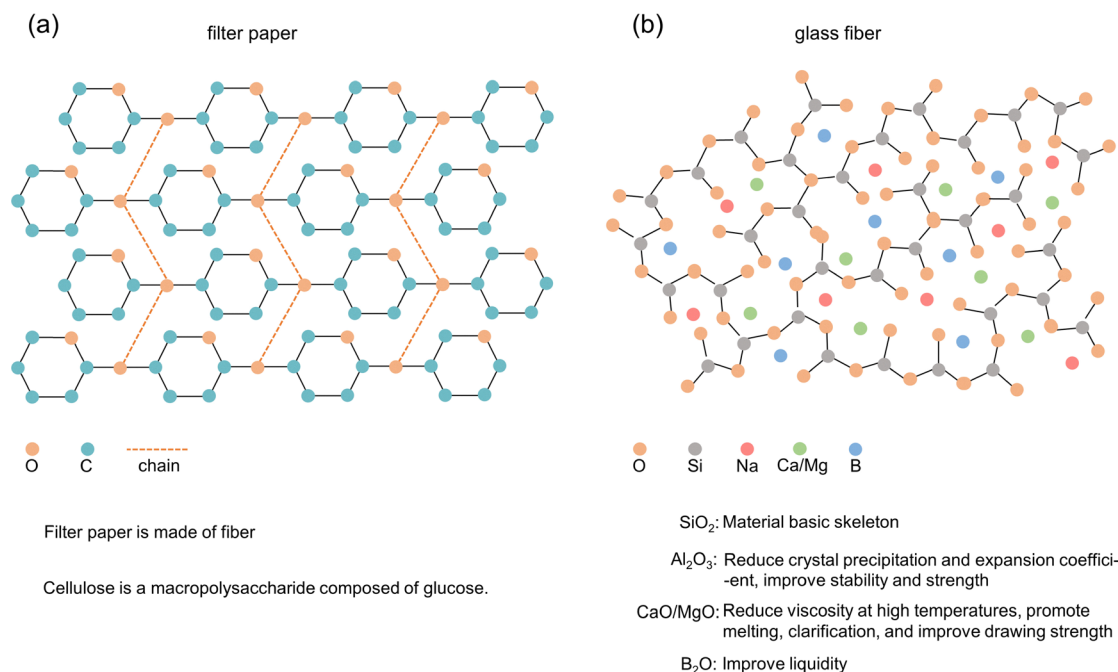 (a)
filter paper
(b)
glass fiber
O
C
chain
O
Si
Na
Ca/Mg
B
Filter paper is made of fiber
Cellulose is a macropolysaccharide composed of glucose.
SiO₂: Material basic skeleton
Al₂O₃: Reduce crystal precipitation and expansion coeffici-
-ent, improve stability and strength
CaO/MgO: Reduce viscosity at high temperatures, promote
melting, clarification, and improve drawing strength
B₂O: Improve liquidity